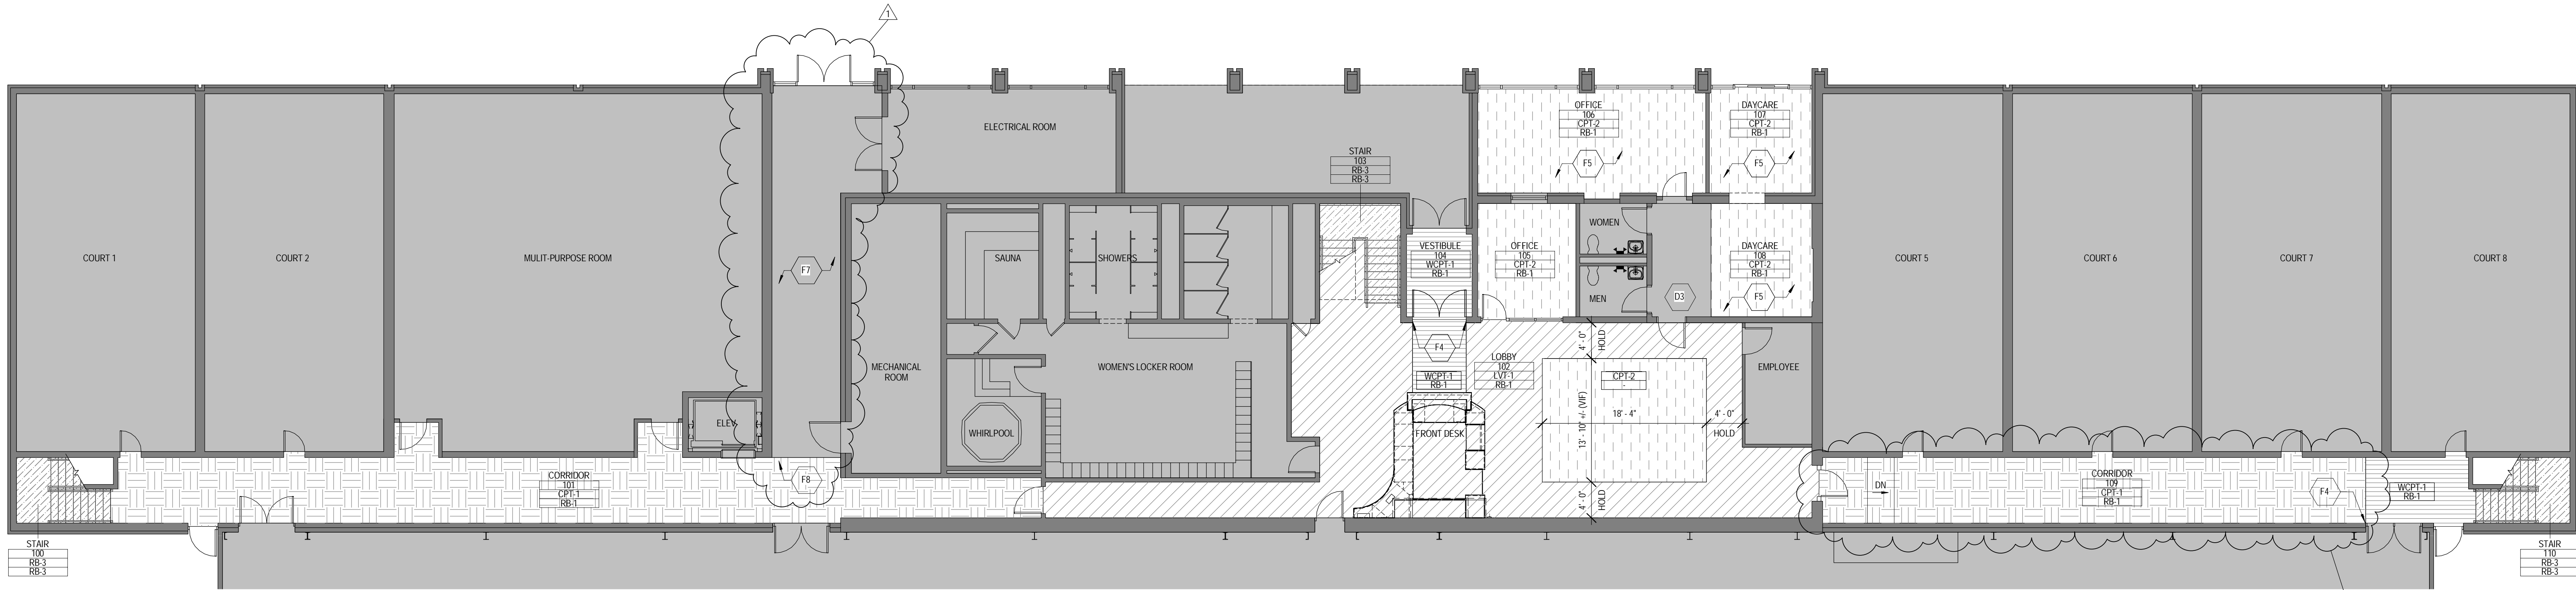 1
ELECTRICAL ROOM
OFFICE
106
CPT-2
RB-1
F5
DAYCARE
107
CPT-2
RB-1
F5
STAIR
103
RB-3
RB-3
COURT 1
COURT 2
MULIT-PURPOSE ROOM
F7
SAUNA
SHOWERS
VESTIBULE
104
WCPT-1
RB-1
OFFICE
105
CPT-2
RB-1
WOMEN
MEN
D3
DAYCARE
108
CPT-2
RB-1
F5
COURT 5
COURT 6
COURT 7
COURT 8
MECHANICAL
ROOM
WOMEN'S LOCKER ROOM
WHIRLPOOL
ELEV.
F4
WCPT-1
RB-1
LOBBY
102
LVT-1
RB-1
4' - 0"
HOLD
CPT-2
-
18' - 4"
13' - 10" +/- (VIF)
4' - 0"
HOLD
4' - 0"
HOLD
EMPLOYEE
FRONT DESK
CORRIDOR
101
CPT-1
RB-1
F8
DN
CORRIDOR
109
CPT-1
RB-1
F4
WCPT-1
RB-1
STAIR
100
RB-3
RB-3
STAIR
110
RB-3
RB-3